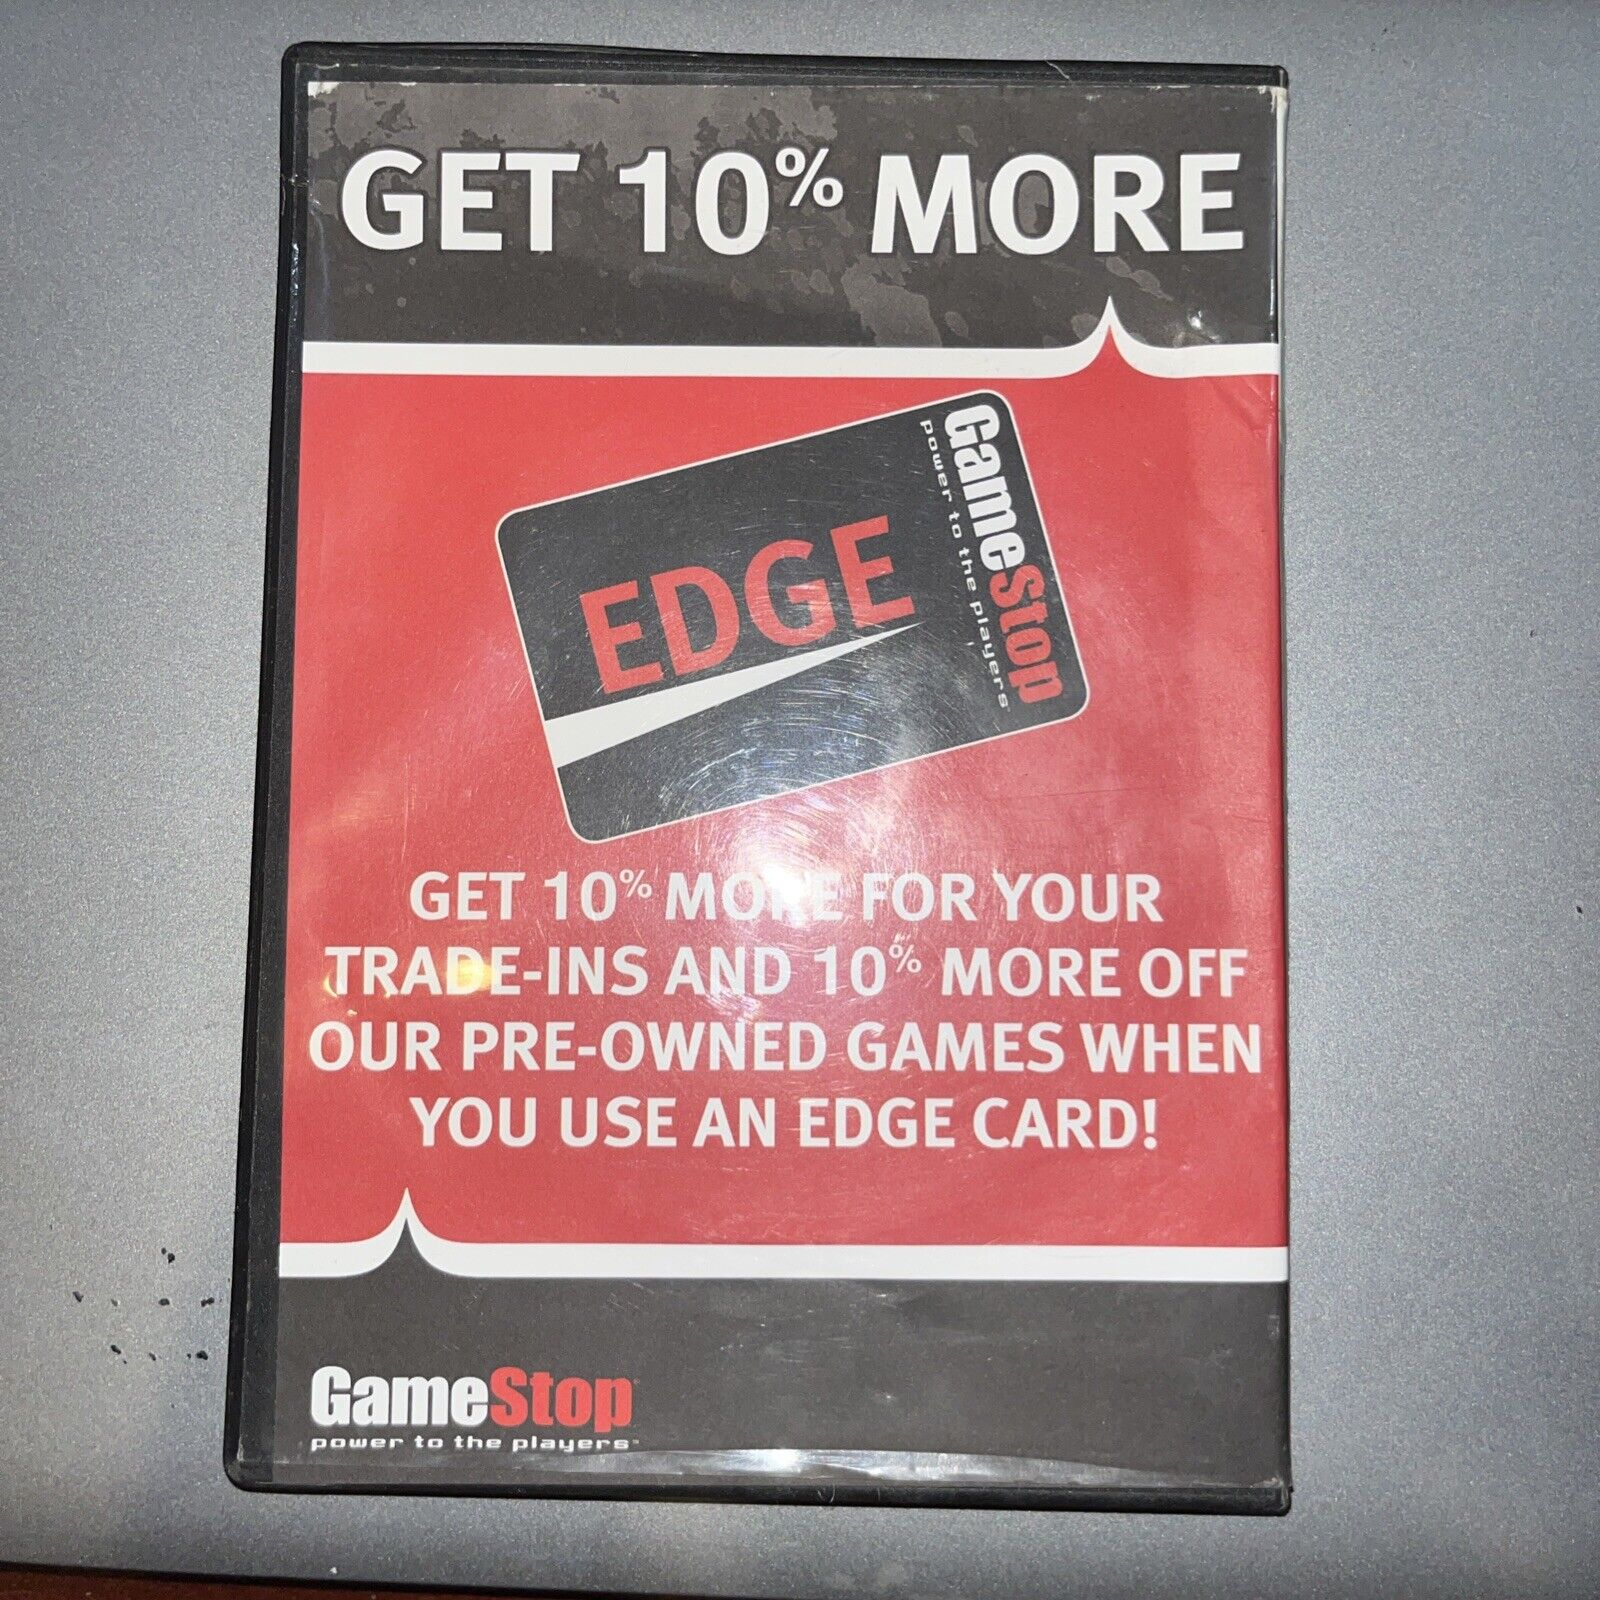 GET 10% MORE
EDGE
GameStop
power to the players
GET 10% MORE FOR YOUR
TRADE-INS AND 10% MORE OFF
OUR PRE-OWNED GAMES WHEN
YOU USE AN EDGE CARD!
GameStop
power to the players™